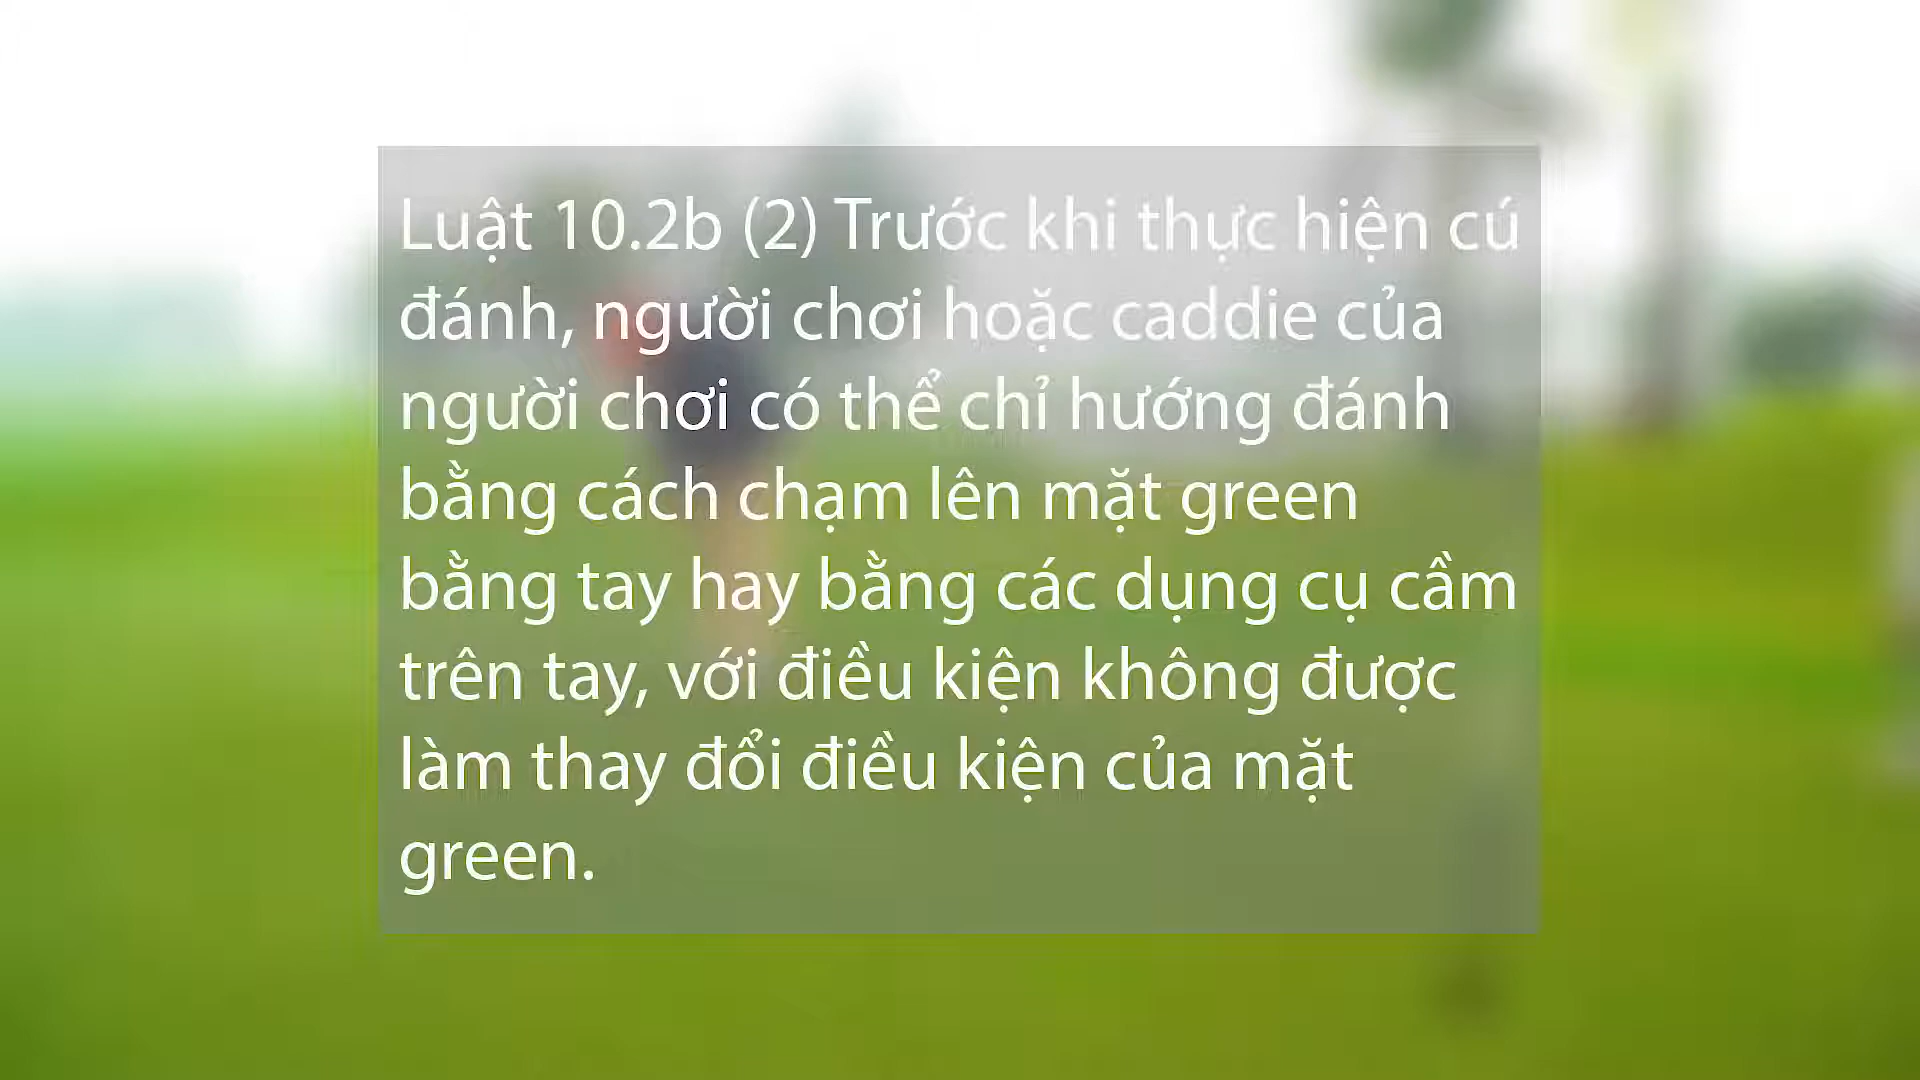 Luật 10.2b (2) Trước khi thực hiện cú
đánh, người chơi hoặc caddie của
người chơi có thể chỉ hướng đánh
bằng cách chạm lên mặt green
bằng tay hay bằng các dụng cụ cầm
trên tay, với điều kiện không được
làm thay đổi điều kiện của mặt
green.